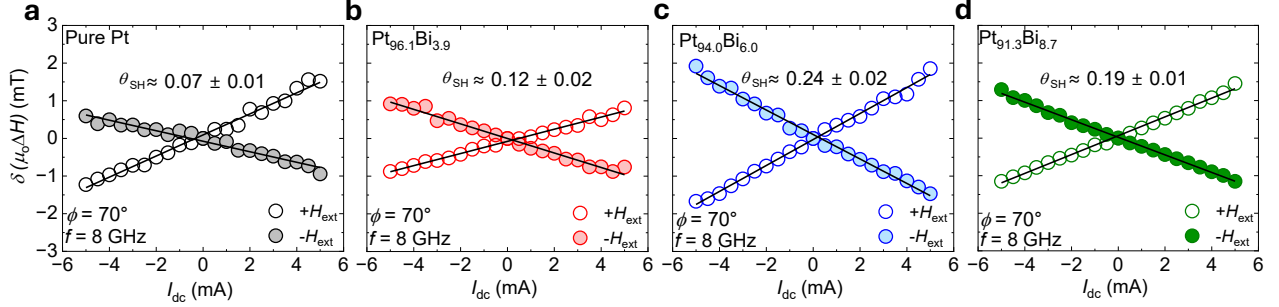 a
b
c
d
Pure Pt
θSH ≈ 0.07 ± 0.01
ϕ = 70°
f = 8 GHz
+Hext
-Hext
Pt96.1Bi3.9
θSH ≈ 0.12 ± 0.02
ϕ = 70°
f = 8 GHz
+Hext
-Hext
Pt94.0Bi6.0
θSH ≈ 0.24 ± 0.02
ϕ = 70°
f = 8 GHz
+Hext
-Hext
Pt91.3Bi8.7
θSH ≈ 0.19 ± 0.01
ϕ = 70°
f = 8 GHz
+Hext
-Hext
δ(μoΔH) (mT)
3
2
1
0
−1
−2
−3
−6 −4 −2 0 2 4 6
−6 −4 −2 0 2 4 6
−6 −4 −2 0 2 4 6
−6 −4 −2 0 2 4 6
Idc (mA)
Idc (mA)
Idc (mA)
Idc (mA)